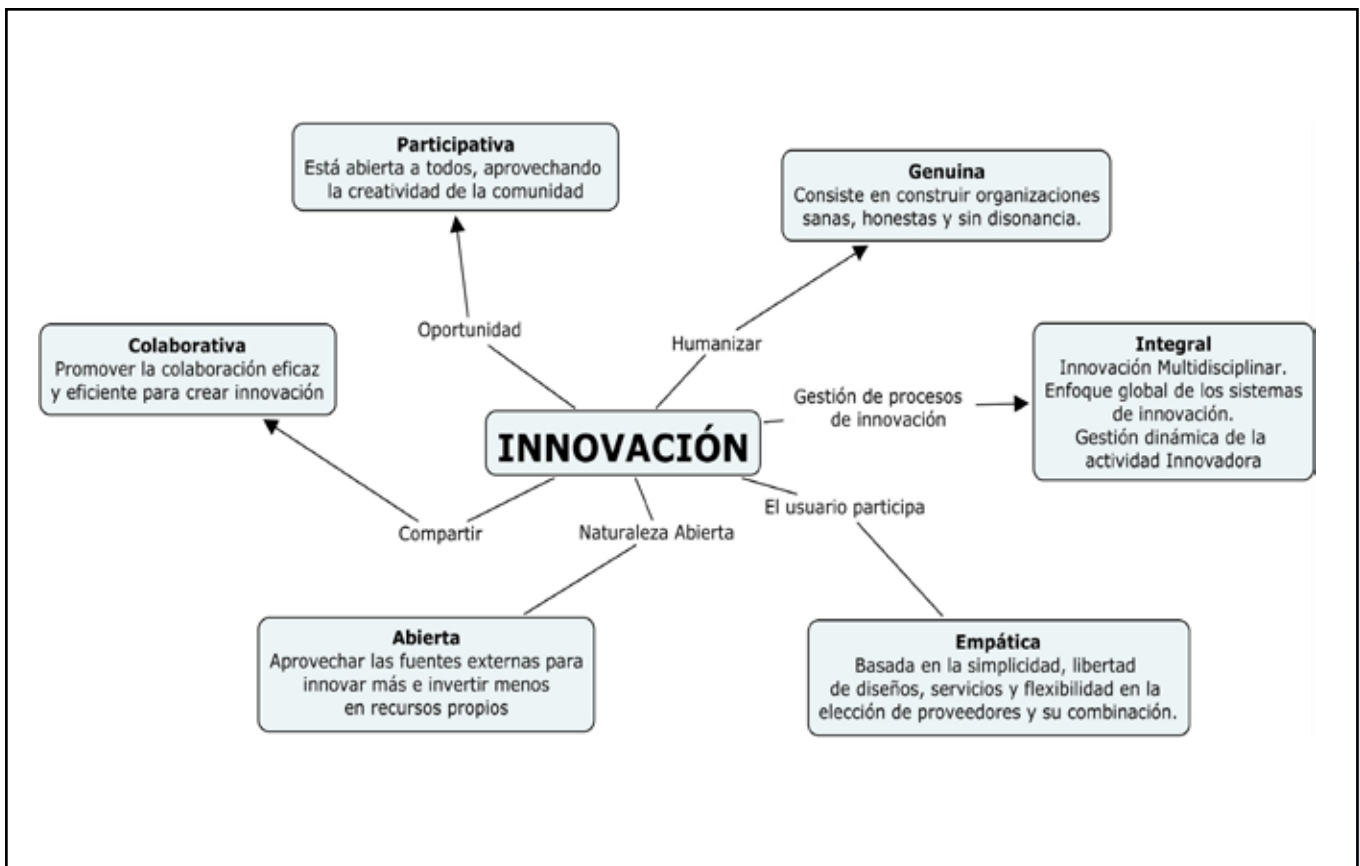 Participativa
Está abierta a todos, aprovechando
la creatividad de la comunidad
Genuina
Consiste en construir organizaciones
sanas, honestas y sin disonancia.
Oportunidad
Humanizar
Colaborativa
Promover la colaboración eficaz
y eficiente para crear innovación
Integral
Innovación Multidisciplinar.
Enfoque global de los sistemas
de innovación.
Gestión dinámica de la
actividad Innovadora
Gestión de procesos
de innovación
INNOVACIÓN
El usuario participa
Compartir
Naturaleza Abierta
Abierta
Aprovechar las fuentes externas para
innovar más e invertir menos
en recursos propios
Empática
Basada en la simplicidad, libertad
de diseños, servicios y flexibilidad en la
elección de proveedores y su combinación.